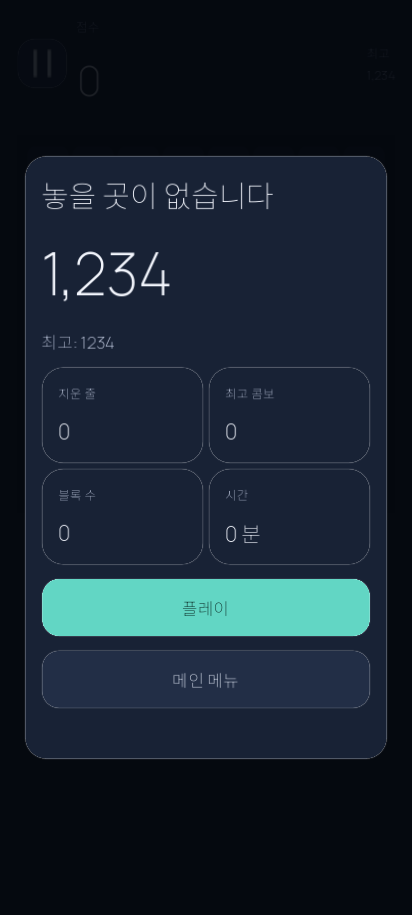 점수
0
최고
1,234
놓을 곳이 없습니다
1,234
최고: 1234
지운 줄
0
최고 콤보
0
블록 수
0
시간
0 분
플레이
메인 메뉴